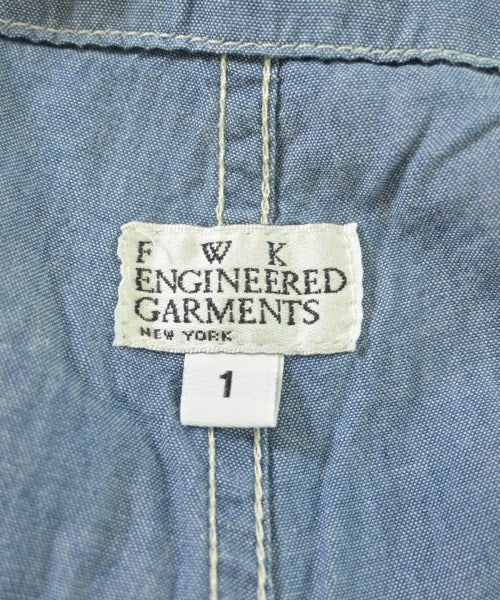 F W K
ENGINEERED
GARMENTS
NEW YORK
1